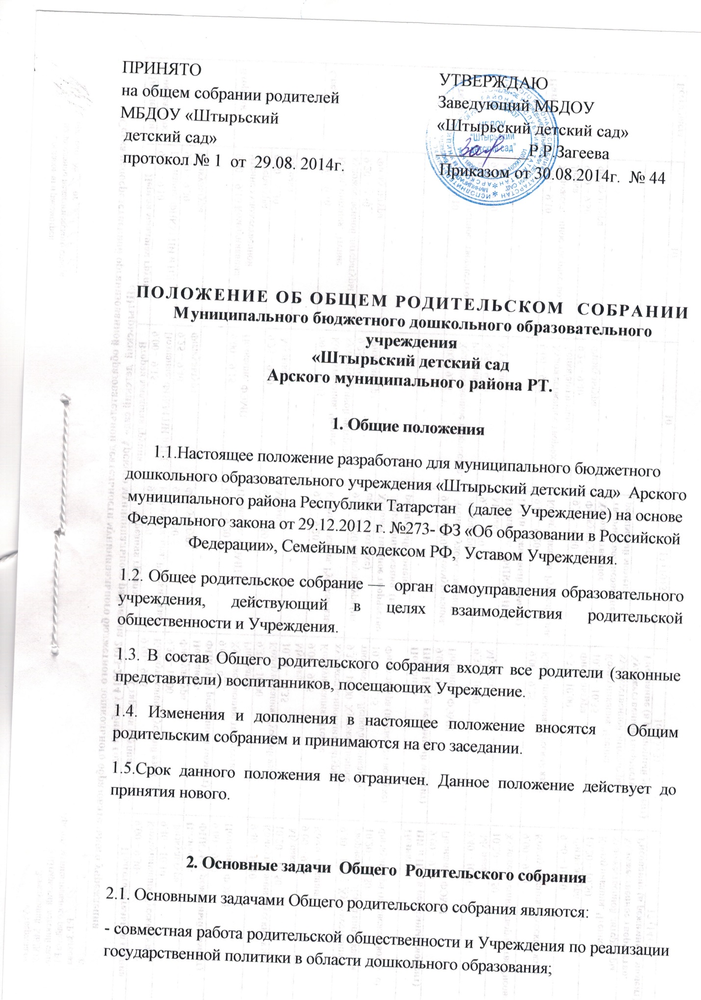 ПРИНЯТО
на общем собрании родителей
МБДОУ «Штырьский
детский сад»
протокол № 1 от 29.08. 2014г.
УТВЕРЖДАЮ
Заведующий МБДОУ
«Штырьский детский сад»
___________Р.Р.Загеева
Приказом от 30.08.2014г. № 44
МБДОУ
"Штырьский
детский сад"
ПОЛОЖЕНИЕ ОБ ОБЩЕМ РОДИТЕЛЬСКОМ СОБРАНИИ
Муниципального бюджетного дошкольного образовательного
учреждения
«Штырьский детский сад
Арского муниципального района РТ.
1. Общие положения
1.1.Настоящее положение разработано для муниципального бюджетного
дошкольного образовательного учреждения «Штырьский детский сад» Арского
муниципального района Республики Татарстан (далее Учреждение) на основе
Федерального закона от 29.12.2012 г. №273- ФЗ «Об образовании в Российской
Федерации», Семейным кодексом РФ, Уставом Учреждения.
1.2. Общее родительское собрание — орган самоуправления образовательного
учреждения, действующий в целях взаимодействия родительской
общественности и Учреждения.
1.3. В состав Общего родительского собрания входят все родители (законные
представители) воспитанников, посещающих Учреждение.
1.4. Изменения и дополнения в настоящее положение вносятся Общим
родительским собранием и принимаются на его заседании.
1.5.Срок данного положения не ограничен. Данное положение действует до
принятия нового.
2. Основные задачи Общего Родительского собрания
2.1. Основными задачами Общего родительского собрания являются:
- совместная работа родительской общественности и Учреждения по реализации
государственной политики в области дошкольного образования;